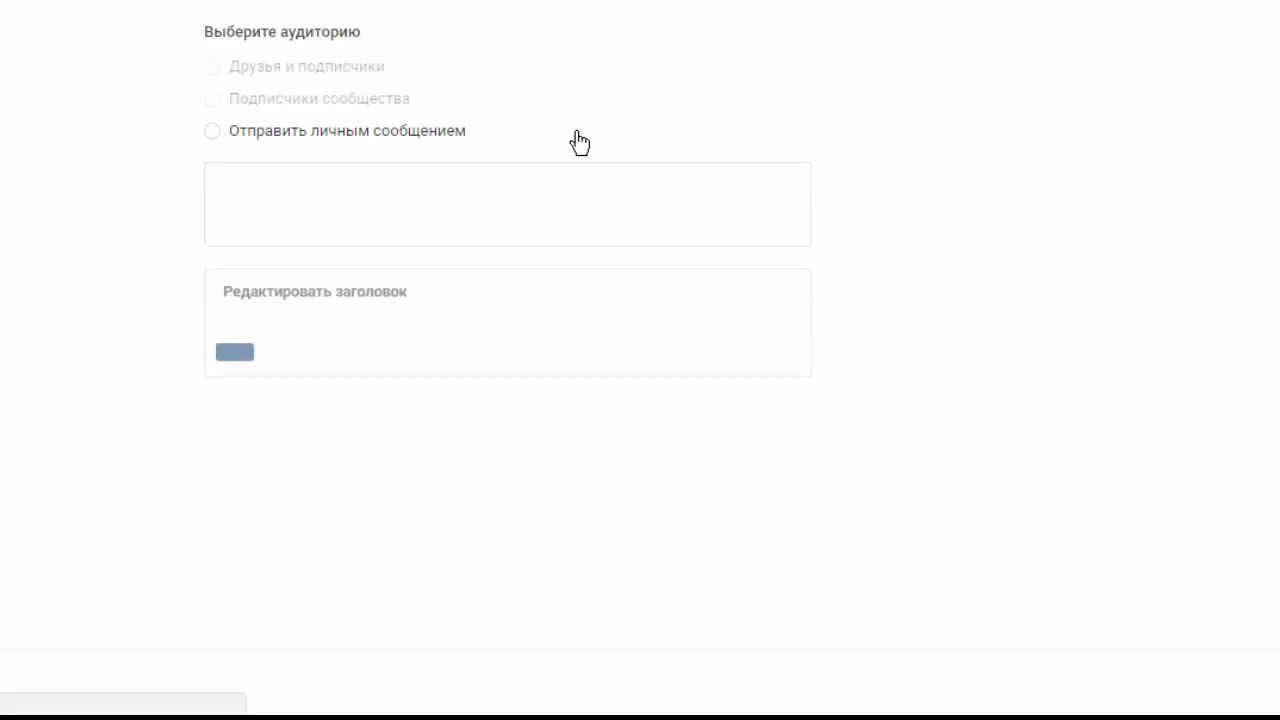 Выберите аудиторию
Друзья и подписчики
Подписчики сообщества
Отправить личным сообщением
Редактировать заголовок